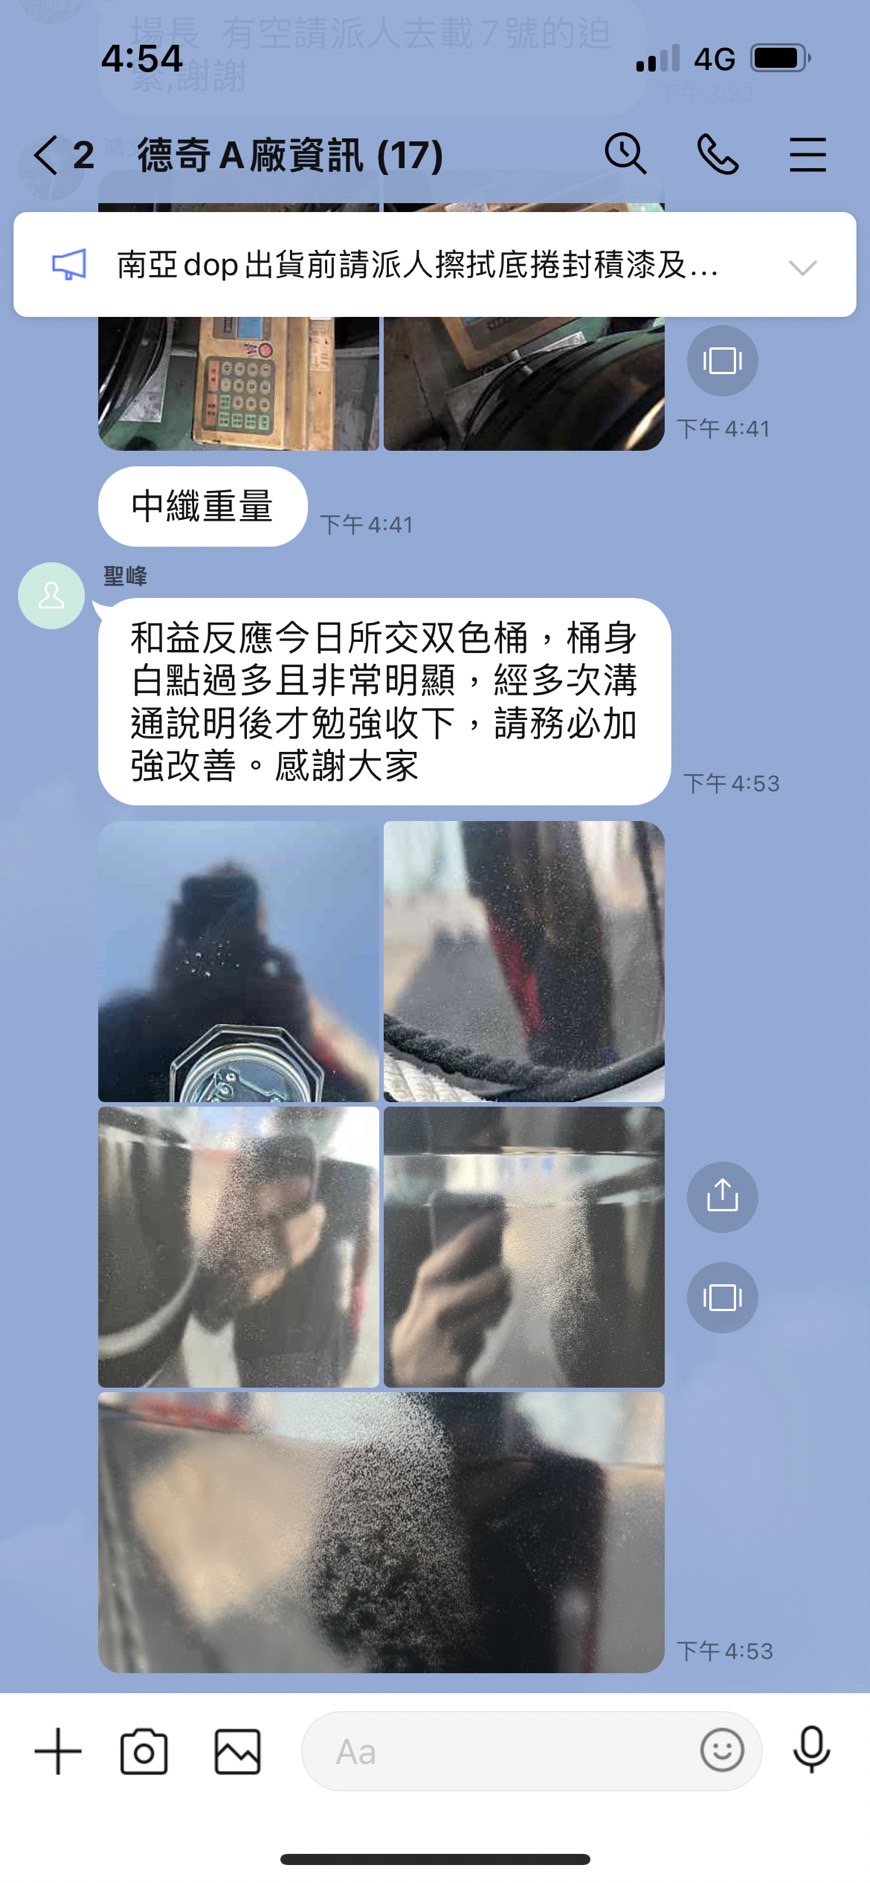 場長 有空請派人去載7號的迫
緊,謝謝
下午3:22
4:54
4G
2 德奇A廠資訊 (17)
南亞dop出貨前請派人擦拭底捲封積漆及...
下午4:41
中纖重量
下午4:41
聖峰
和益反應今日所交双色桶，桶身
白點過多且非常明顯，經多次溝
通說明後才勉強收下，請務必加
強改善。感謝大家
下午4:53
下午4:53
Aa